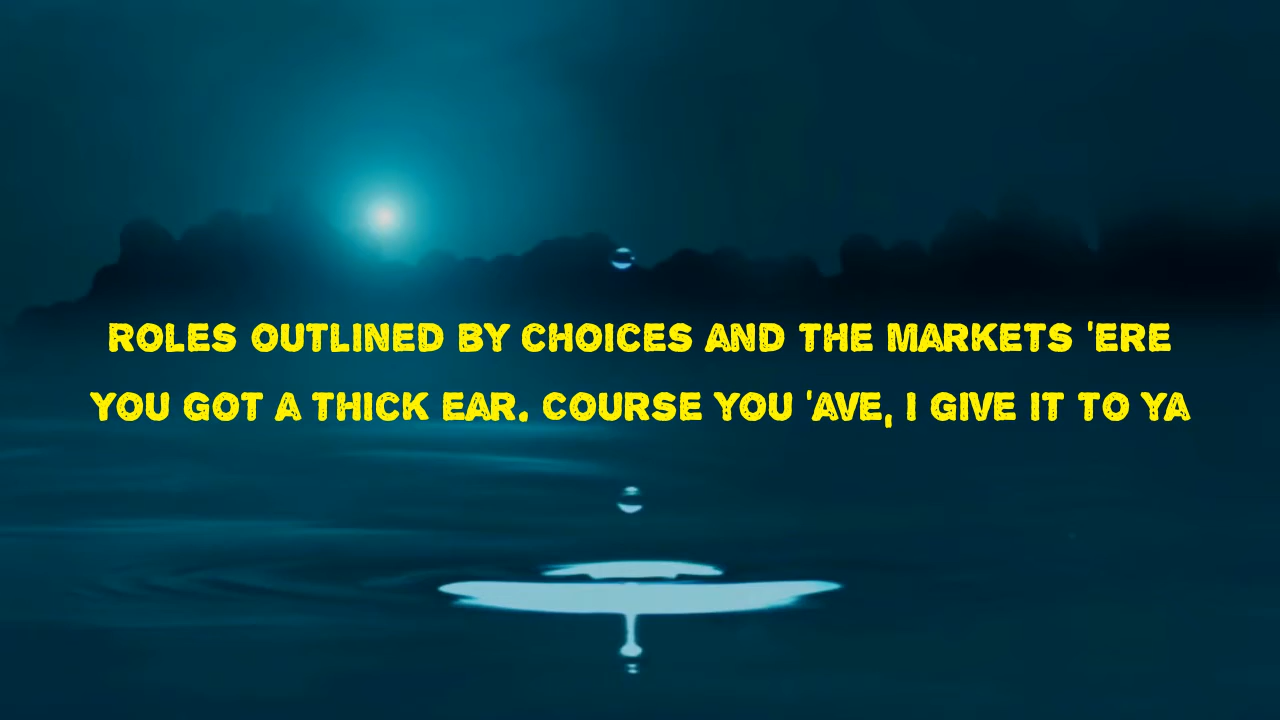 ROLES OUTLINED BY CHOICES AND THE MARKETS 'ERE
YOU GOT A THICK EAR. COURSE YOU 'AVE, I GIVE IT TO YA